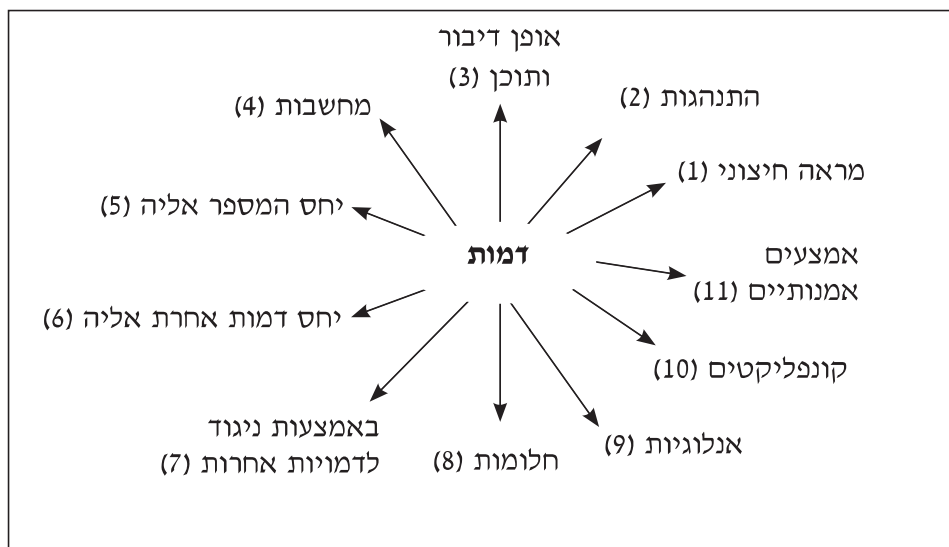 אופן דיבור
ותוכן (3)
התנהגות (2)
מחשבות (4)
מראה חיצוני (1)
יחס המספר אליה (5)
דמות
אמצעים
אמנותיים (11)
יחס דמות אחרת אליה (6)
קונפליקטים (10)
באמצעות ניגוד
לדמויות אחרות (7)
חלומות (8)
אנלוגיות (9)